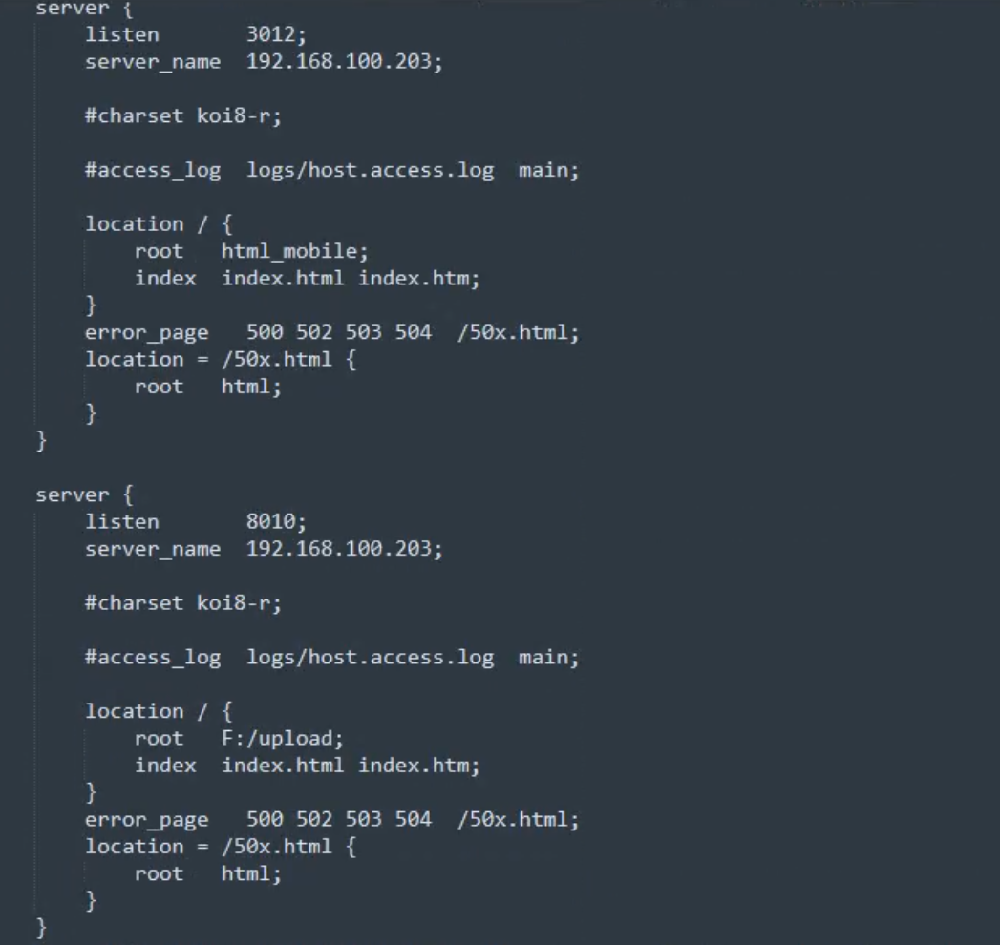 server {
    listen       3012;
    server_name  192.168.100.203;
    #charset koi8-r;
    #access_log  logs/host.access.log  main;
    location / {
        root   html_mobile;
        index  index.html index.htm;
    }
    error_page   500 502 503 504  /50x.html;
    location = /50x.html {
        root   html;
    }
}
server {
    listen       8010;
    server_name  192.168.100.203;
    #charset koi8-r;
    #access_log  logs/host.access.log  main;
    location / {
        root   F:/upload;
        index  index.html index.htm;
    }
    error_page   500 502 503 504  /50x.html;
    location = /50x.html {
        root   html;
    }
}